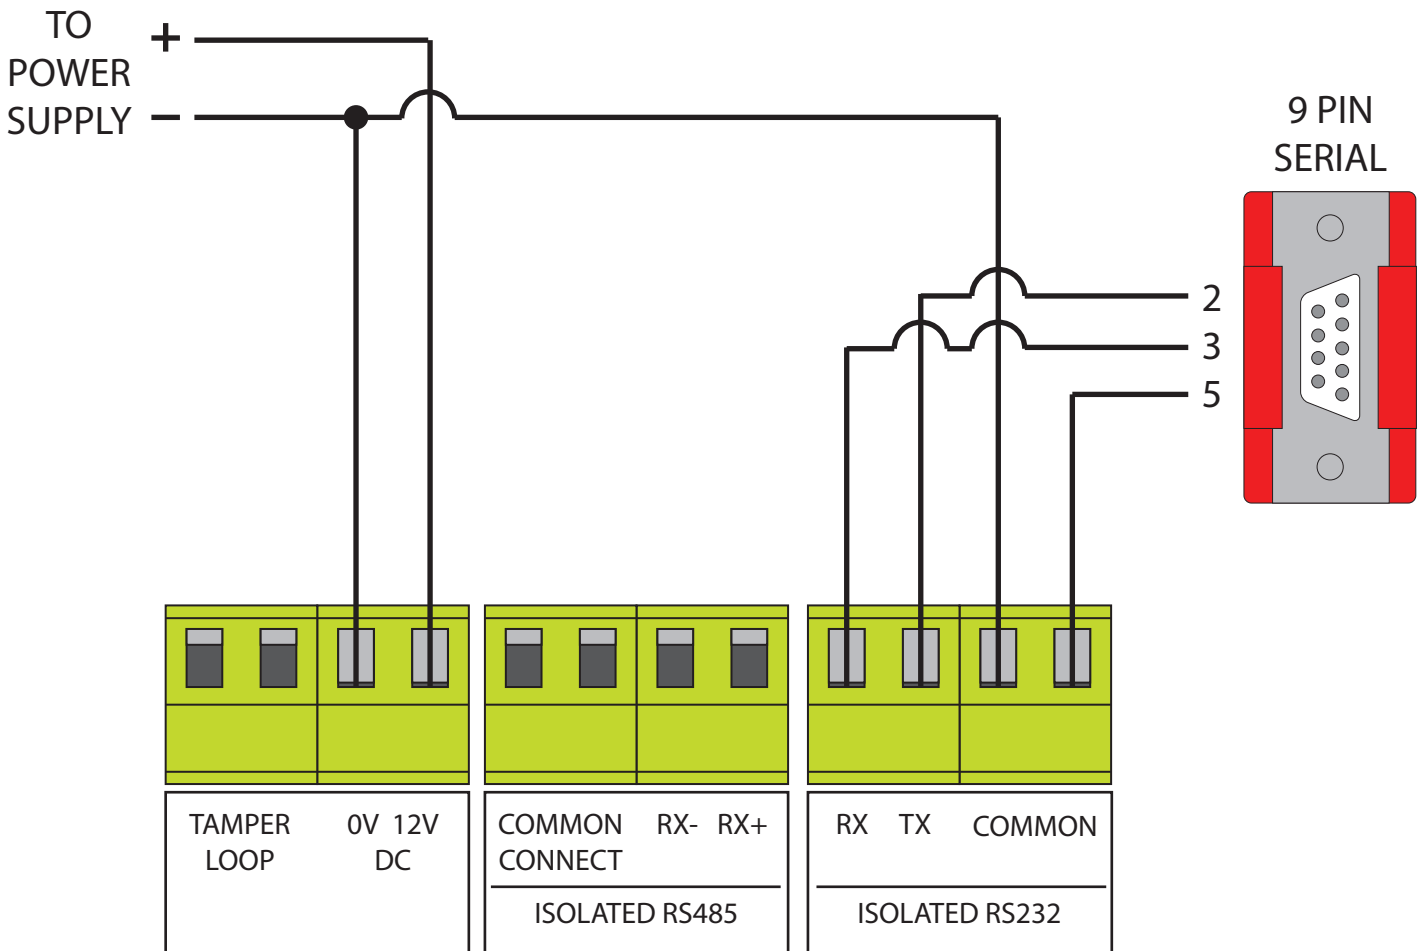 TO
POWER
SUPPLY
+
−
9 PIN
SERIAL
2
3
5
TAMPER
LOOP
0V 12V
DC
COMMON
CONNECT
RX- RX+
ISOLATED RS485
RX TX COMMON
ISOLATED RS232